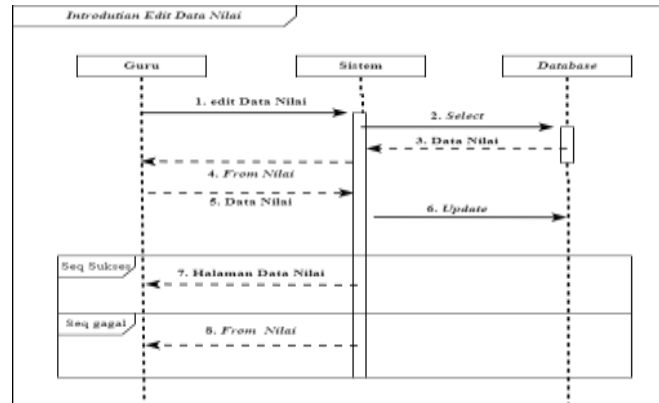 Introdutian Edit Data Nilai
Guru
Sistem
Database
1. edit Data Nilai
2. Select
3. Data Nilai
4. From Nilai
5. Data Nilai
6. Update
Seq Sukses
7. Halaman Data Nilai
Seq gagal
8. From Nilai